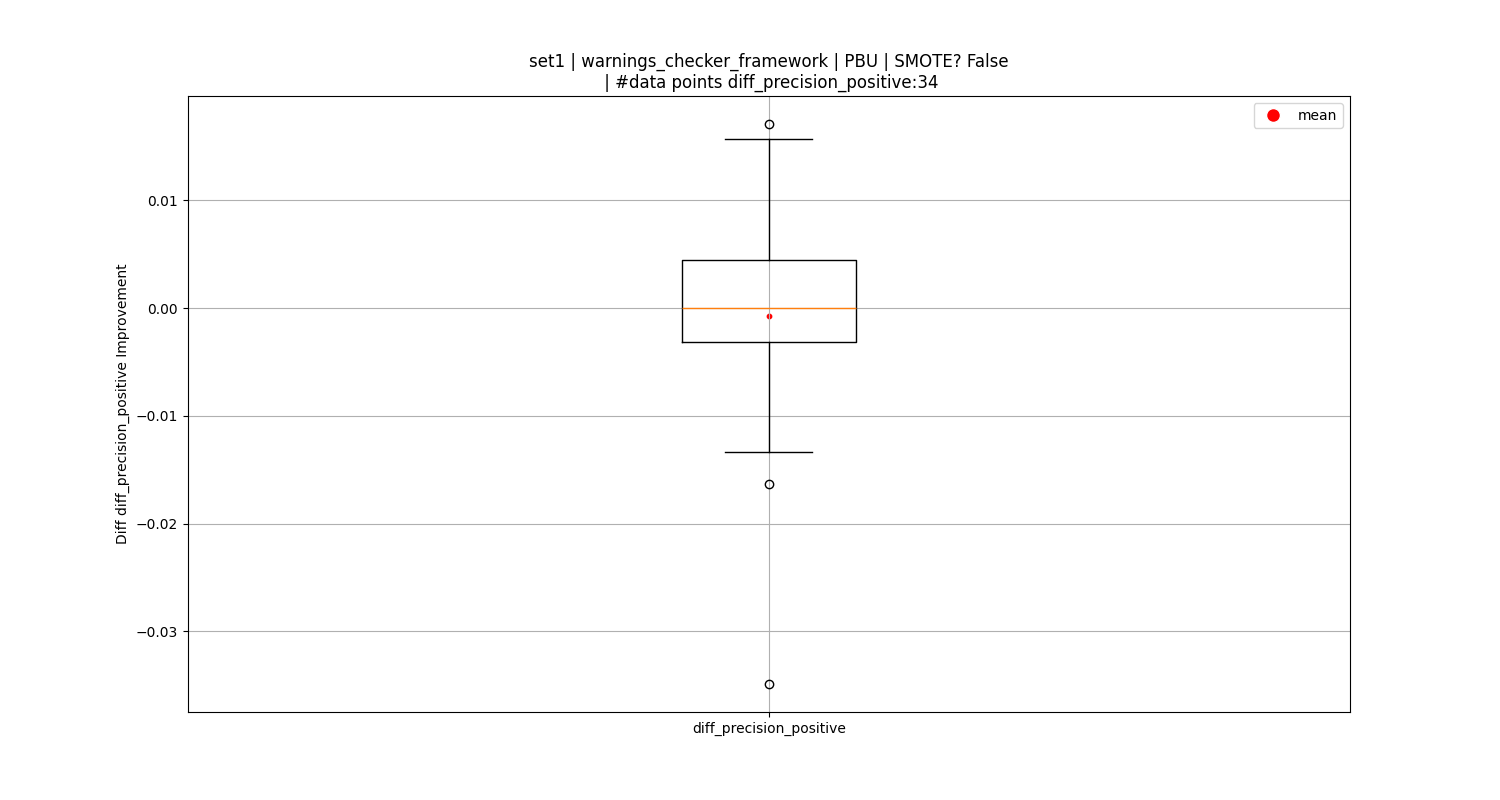 set1 | warnings_checker_framework | PBU | SMOTE? False
| #data points diff_precision_positive:34
mean
0.01
0.00
−0.01
−0.02
−0.03
Diff diff_precision_positive Improvement
diff_precision_positive